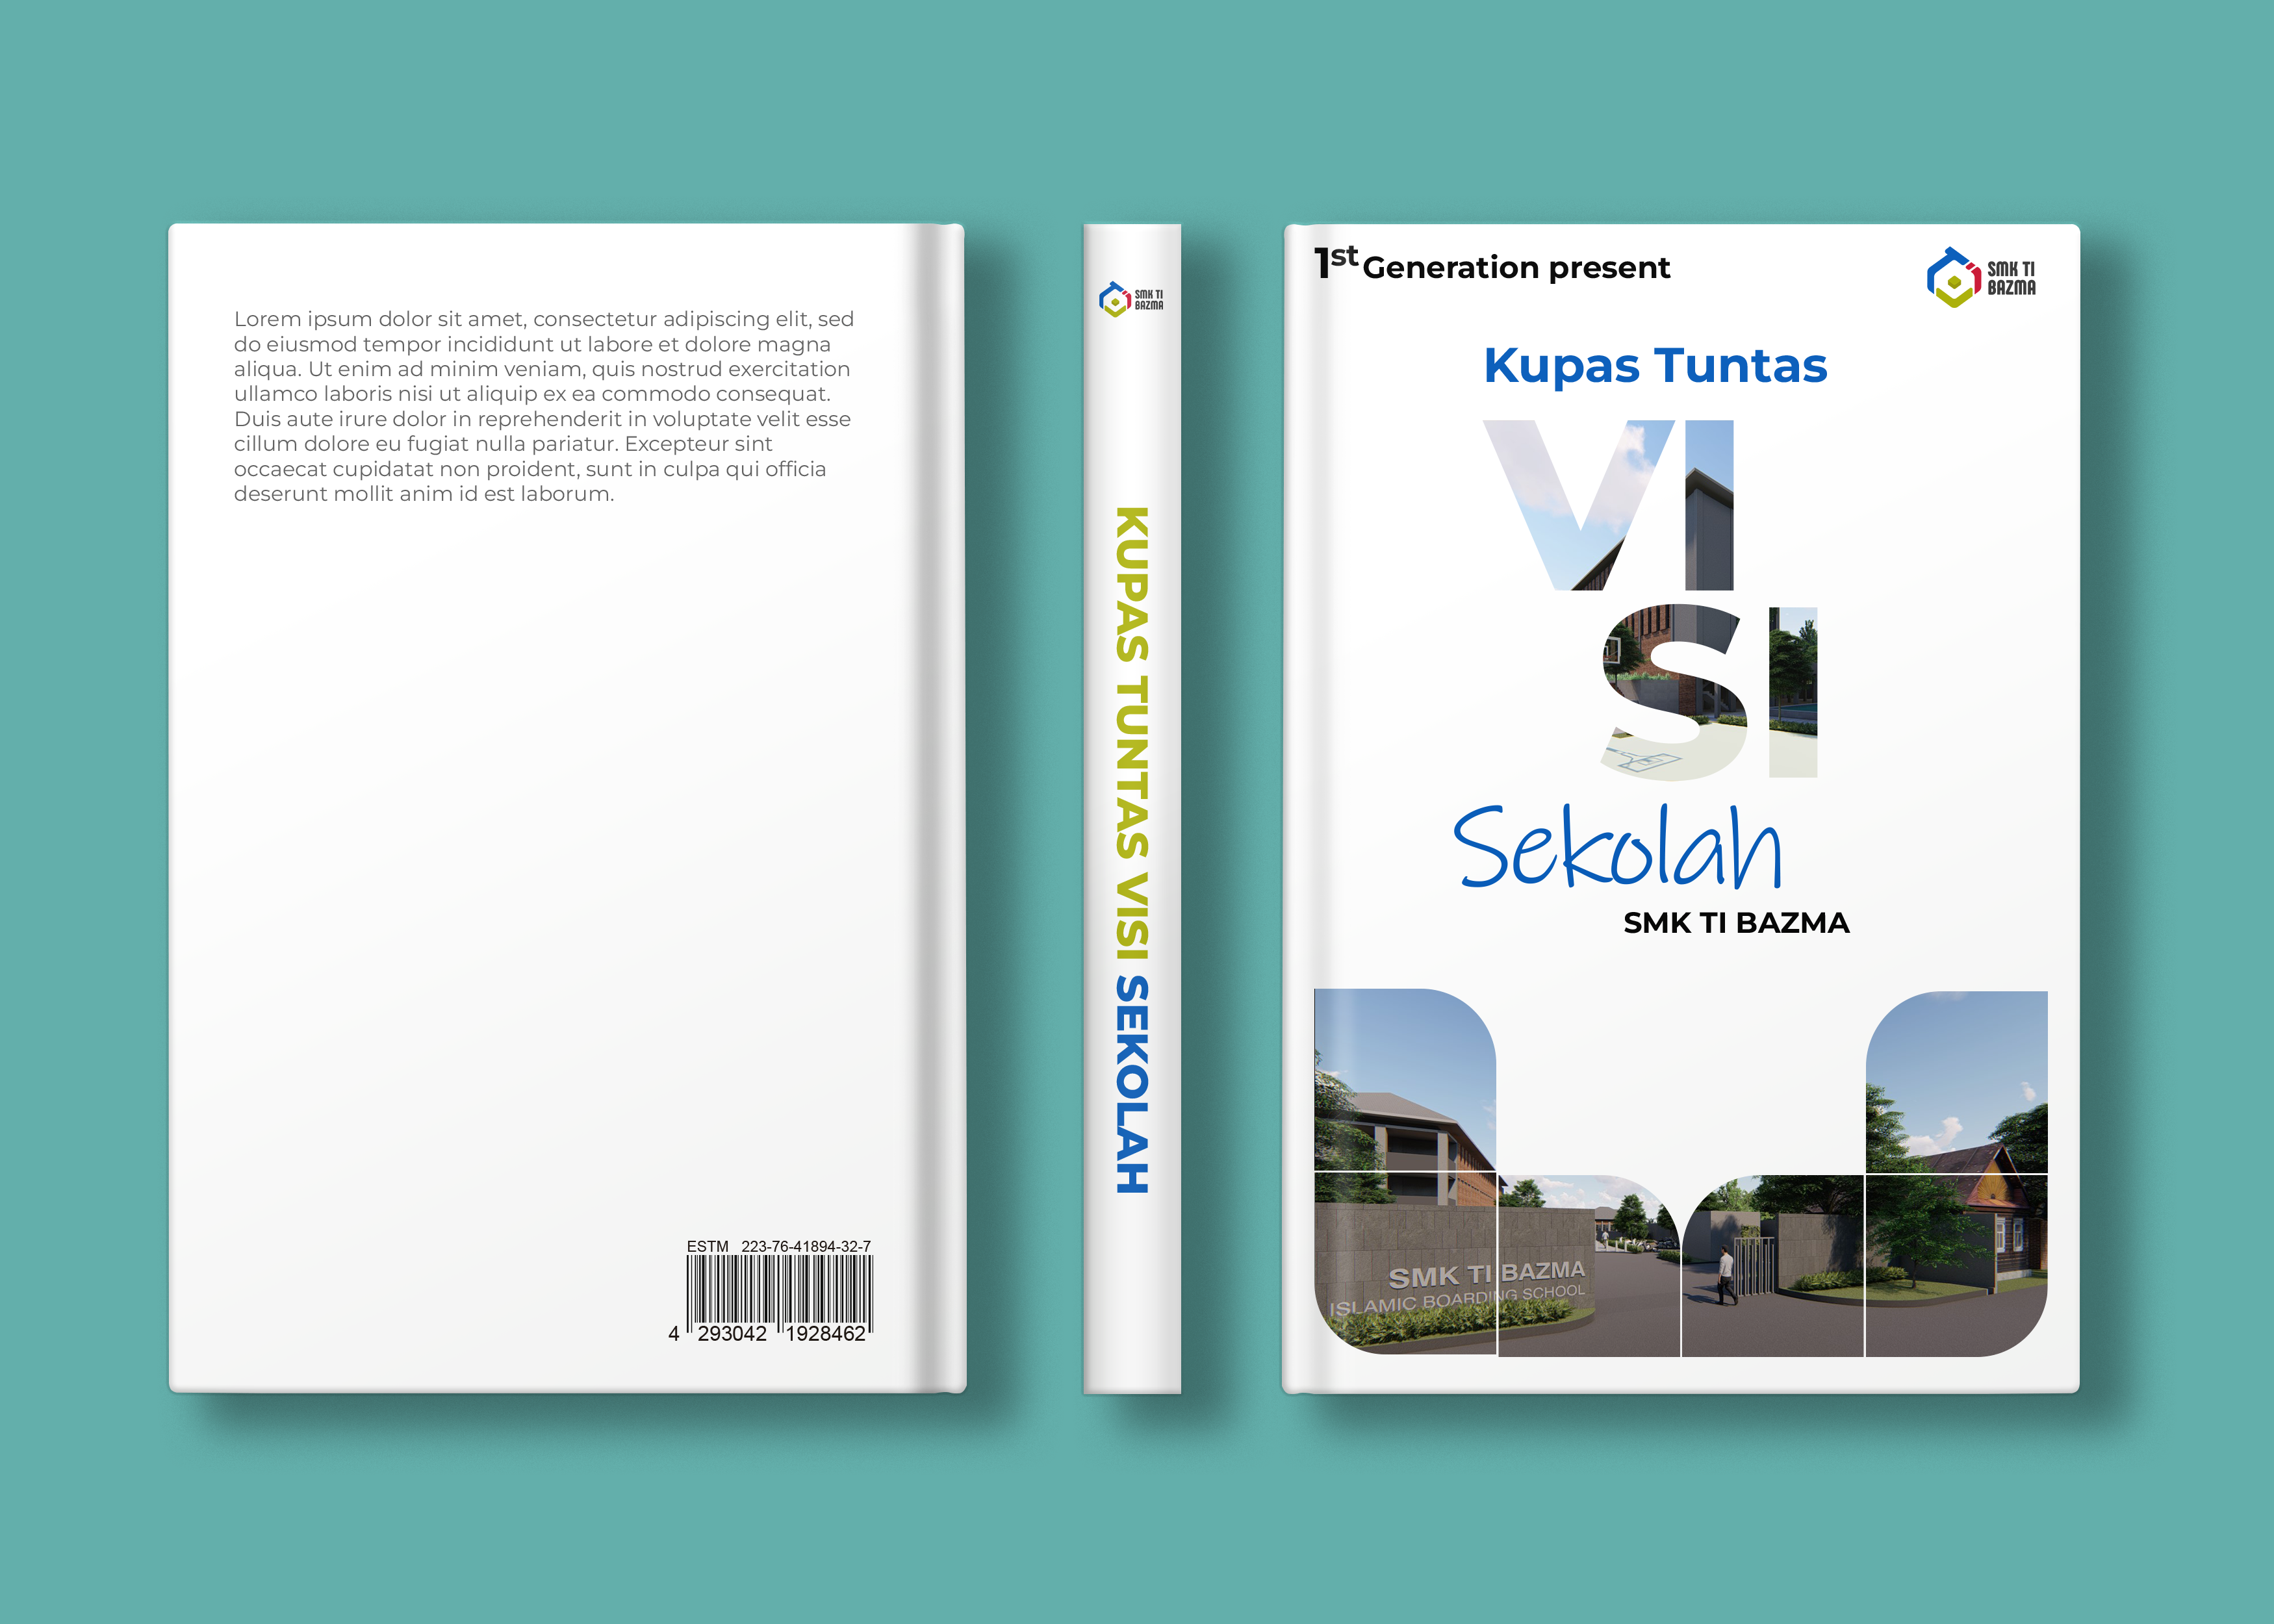 Lorem ipsum dolor sit amet, consectetur adipiscing elit, sed
do eiusmod tempor incididunt ut labore et dolore magna
aliqua. Ut enim ad minim veniam, quis nostrud exercitation
ullamco laboris nisi ut aliquip ex ea commodo consequat.
Duis aute irure dolor in reprehenderit in voluptate velit esse
cillum dolore eu fugiat nulla pariatur. Excepteur sint
occaecat cupidatat non proident, sunt in culpa qui officia
deserunt mollit anim id est laborum.
ESTM 223-76-41894-32-7
4 293042 1928462
SMK TI
BAZMA
KUPAS TUNTAS VISI SEKOLAH
1st Generation present
SMK TI
BAZMA
Kupas Tuntas
VI
SI
Sekolah
SMK TI BAZMA
SMK TI BAZMA
ISLAMIC BOARDING SCHOOL